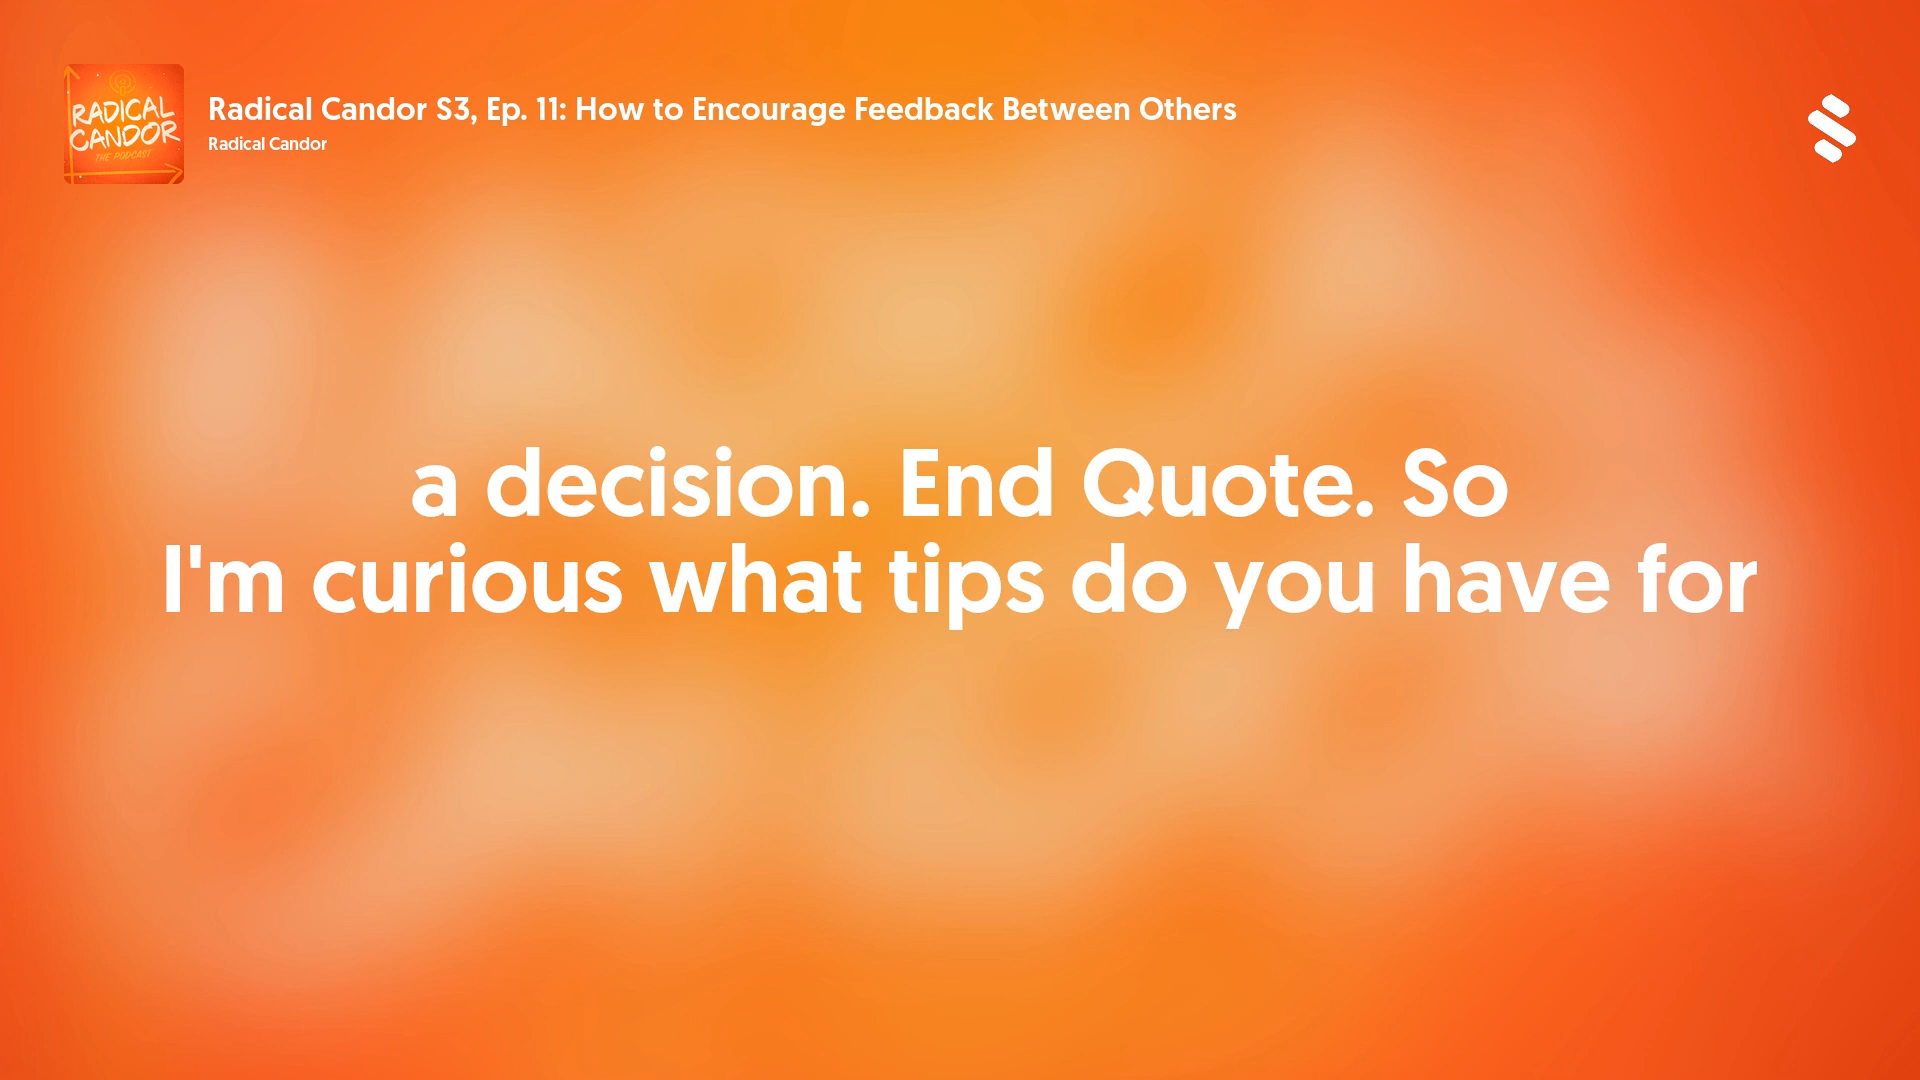 RADICAL
CANDOR
THE PODCAST
Radical Candor S3, Ep. 11: How to Encourage Feedback Between Others
Radical Candor
a decision. End Quote. So
I'm curious what tips do you have for